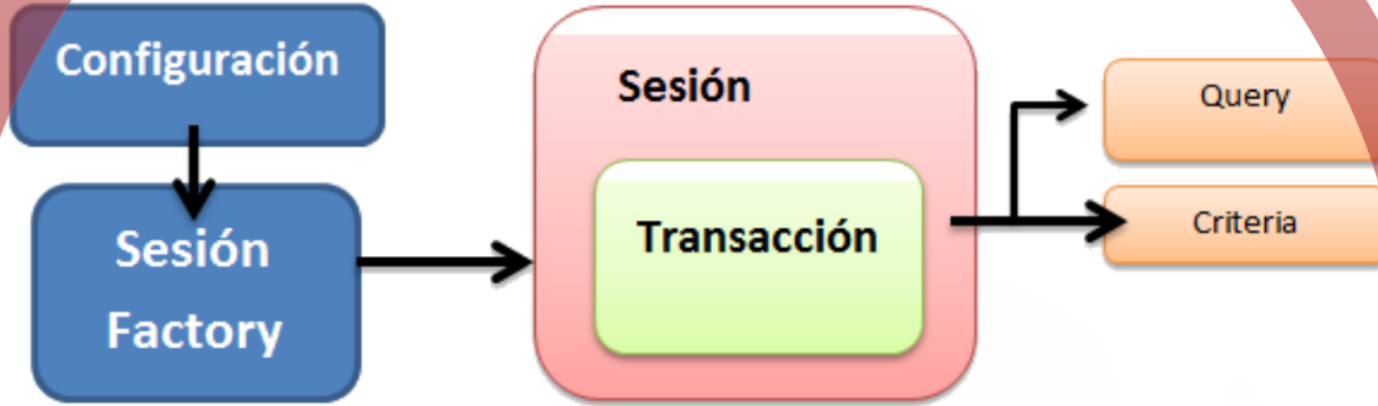 Configuración
Sesión
Factory
Sesión
Transacción
Query
Criteria